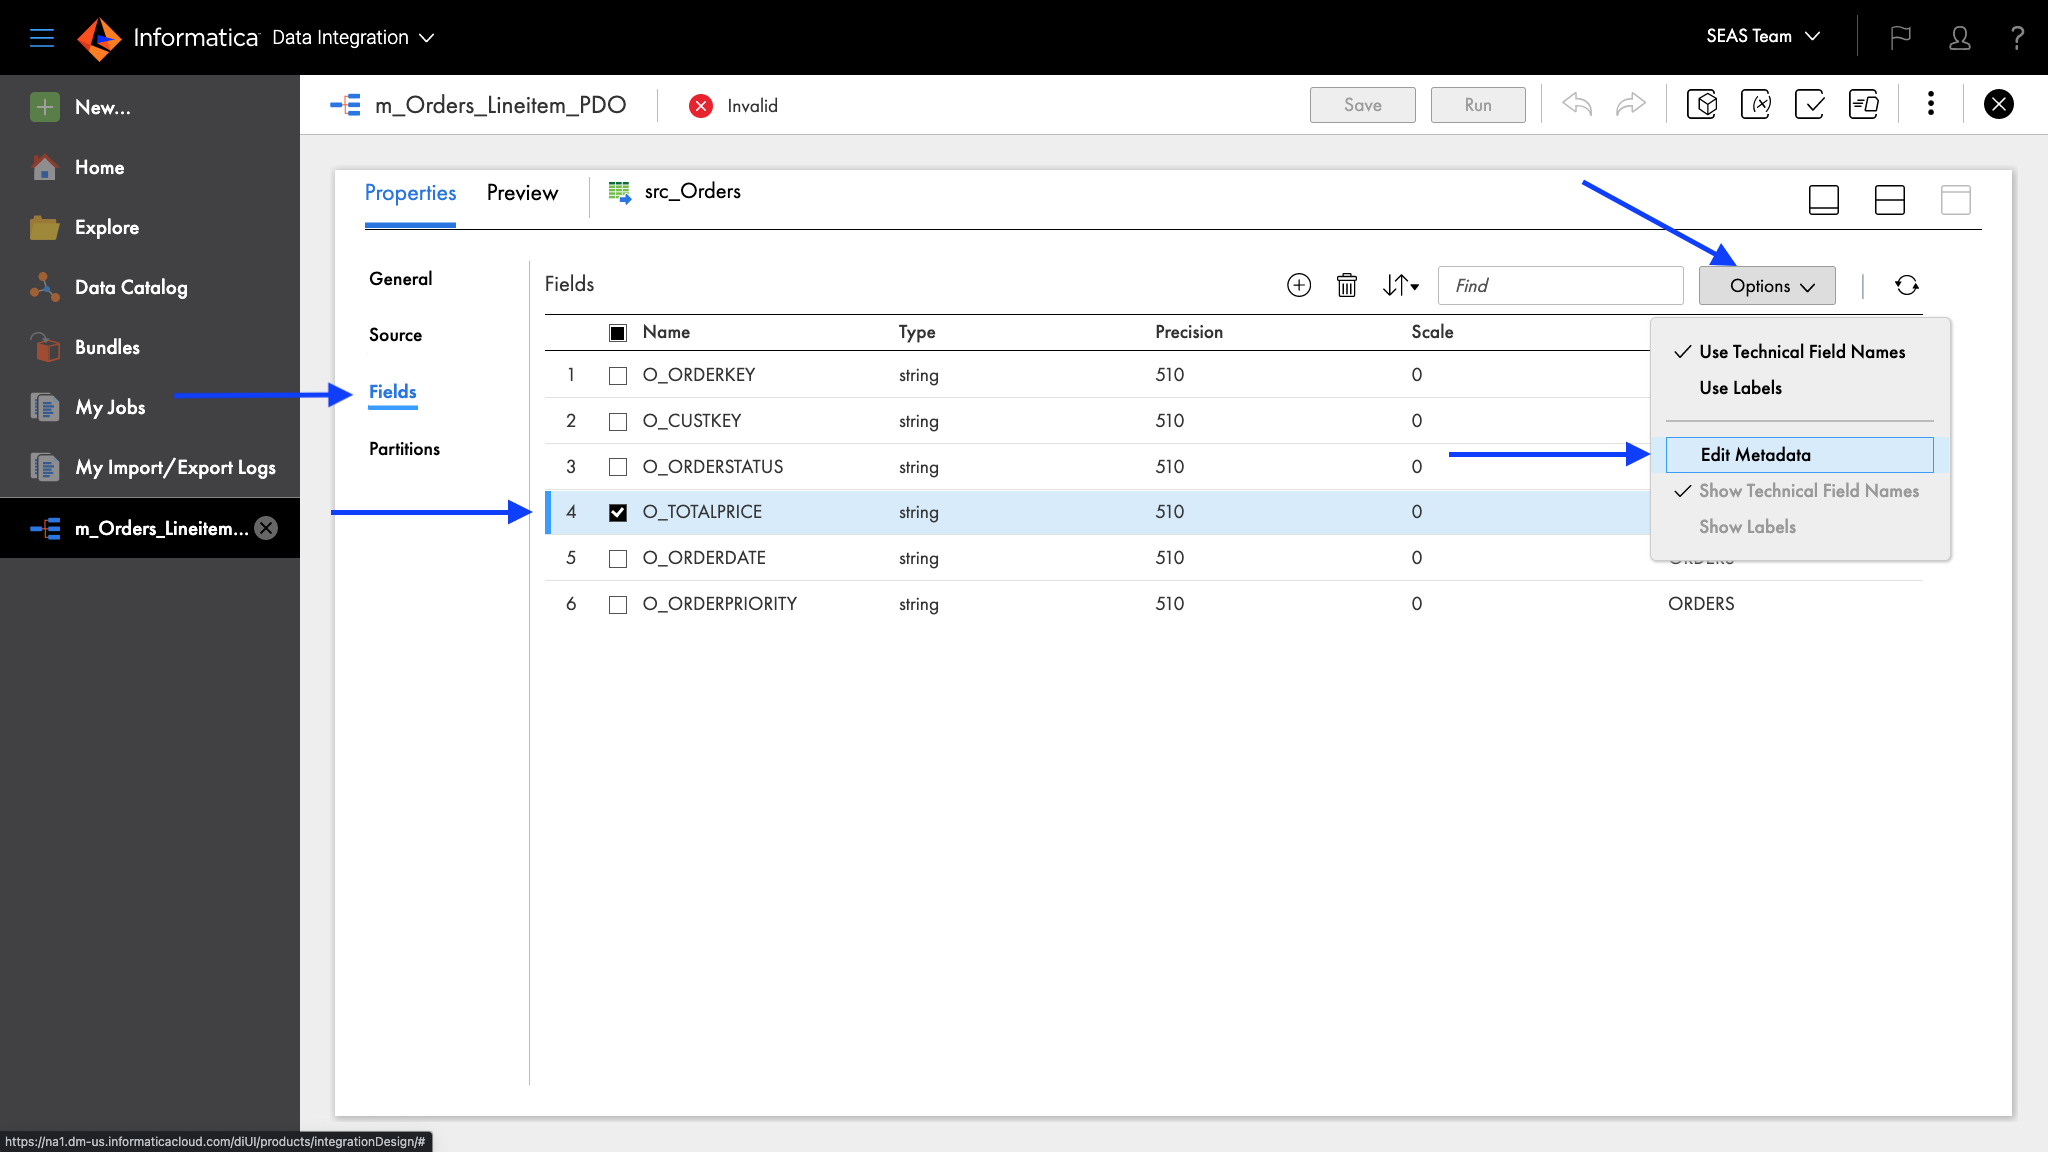 Informatica Data Integration
SEAS Team
?
New...
Home
Explore
Data Catalog
Bundles
My Jobs
My Import/Export Logs
m_Orders_Lineitem...
m_Orders_Lineitem_PDO
Invalid
Save
Run
Properties
Preview
src_Orders
General
Source
Fields
Partitions
Fields
Find
Options
Name Type Precision Scale
1 O_ORDERKEY string 510 0
2 O_CUSTKEY string 510 0
3 O_ORDERSTATUS string 510 0
4 O_TOTALPRICE string 510 0
5 O_ORDERDATE string 510 0 ORDERS
6 O_ORDERPRIORITY string 510 0 ORDERS
Use Technical Field Names
Use Labels
Edit Metadata
Show Technical Field Names
Show Labels
https://na1.dm-us.informaticacloud.com/diUI/products/integrationDesign/#